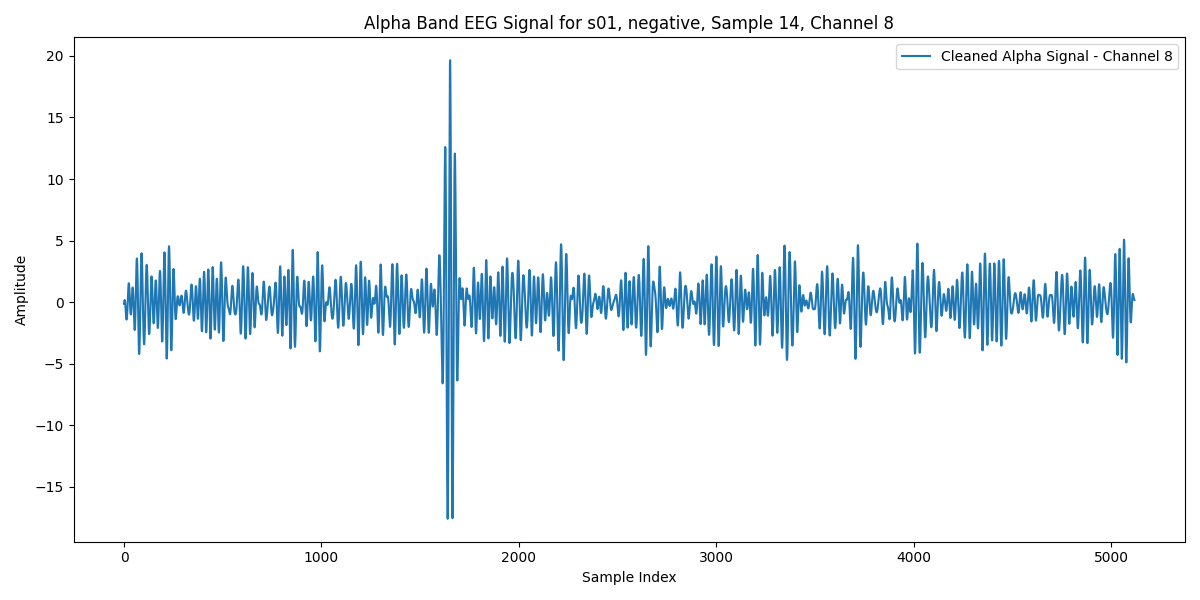 Alpha Band EEG Signal for s01, negative, Sample 14, Channel 8
Cleaned Alpha Signal - Channel 8
20
15
10
5
0
−5
−10
−15
Amplitude
0 1000 2000 3000 4000 5000
Sample Index